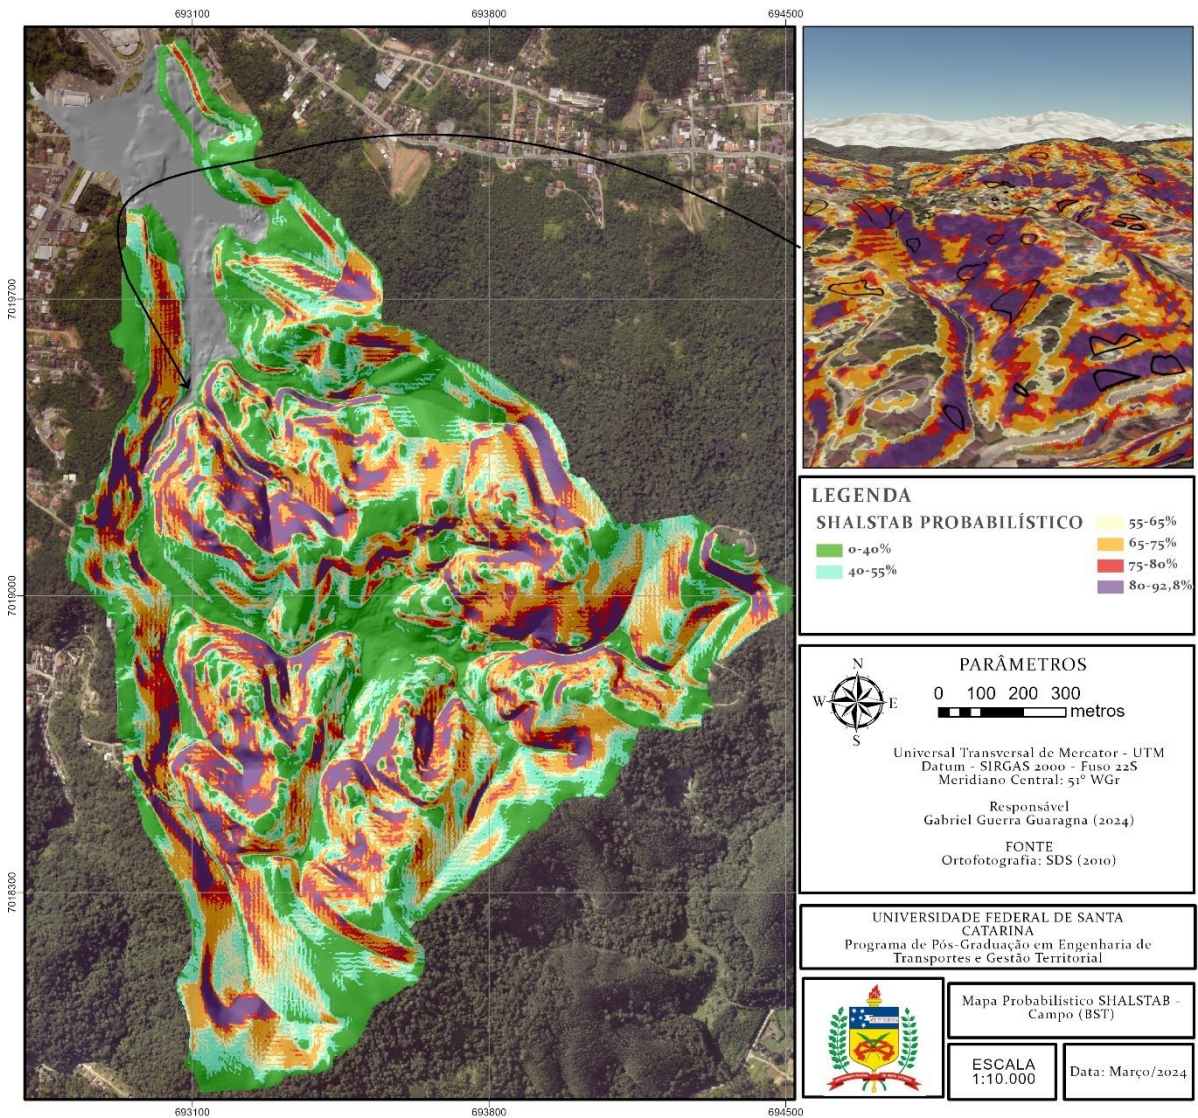 693100
693800
694500
7019700
7019000
7018300
693100
693800
694500
LEGENDA
SHALSTAB PROBABILÍSTICO
0-40%
40-55%
55-65%
65-75%
75-80%
80-92,8%
PARÂMETROS
N
W
E
S
0 100 200 300
metros
Universal Transversal de Mercator - UTM
Datum - SIRGAS 2000 - Fuso 22S
Meridiano Central: 51º WGr
Responsável
Gabriel Guerra Guaragna (2024)
FONTE
Ortofotografia: SDS (2010)
UNIVERSIDADE FEDERAL DE SANTA
CATARINA
Programa de Pós-Graduação em Engenharia de
Transportes e Gestão Territorial
Mapa Probabilístico SHALSTAB -
Campo (BST)
ESCALA
1:10.000
Data: Março/2024